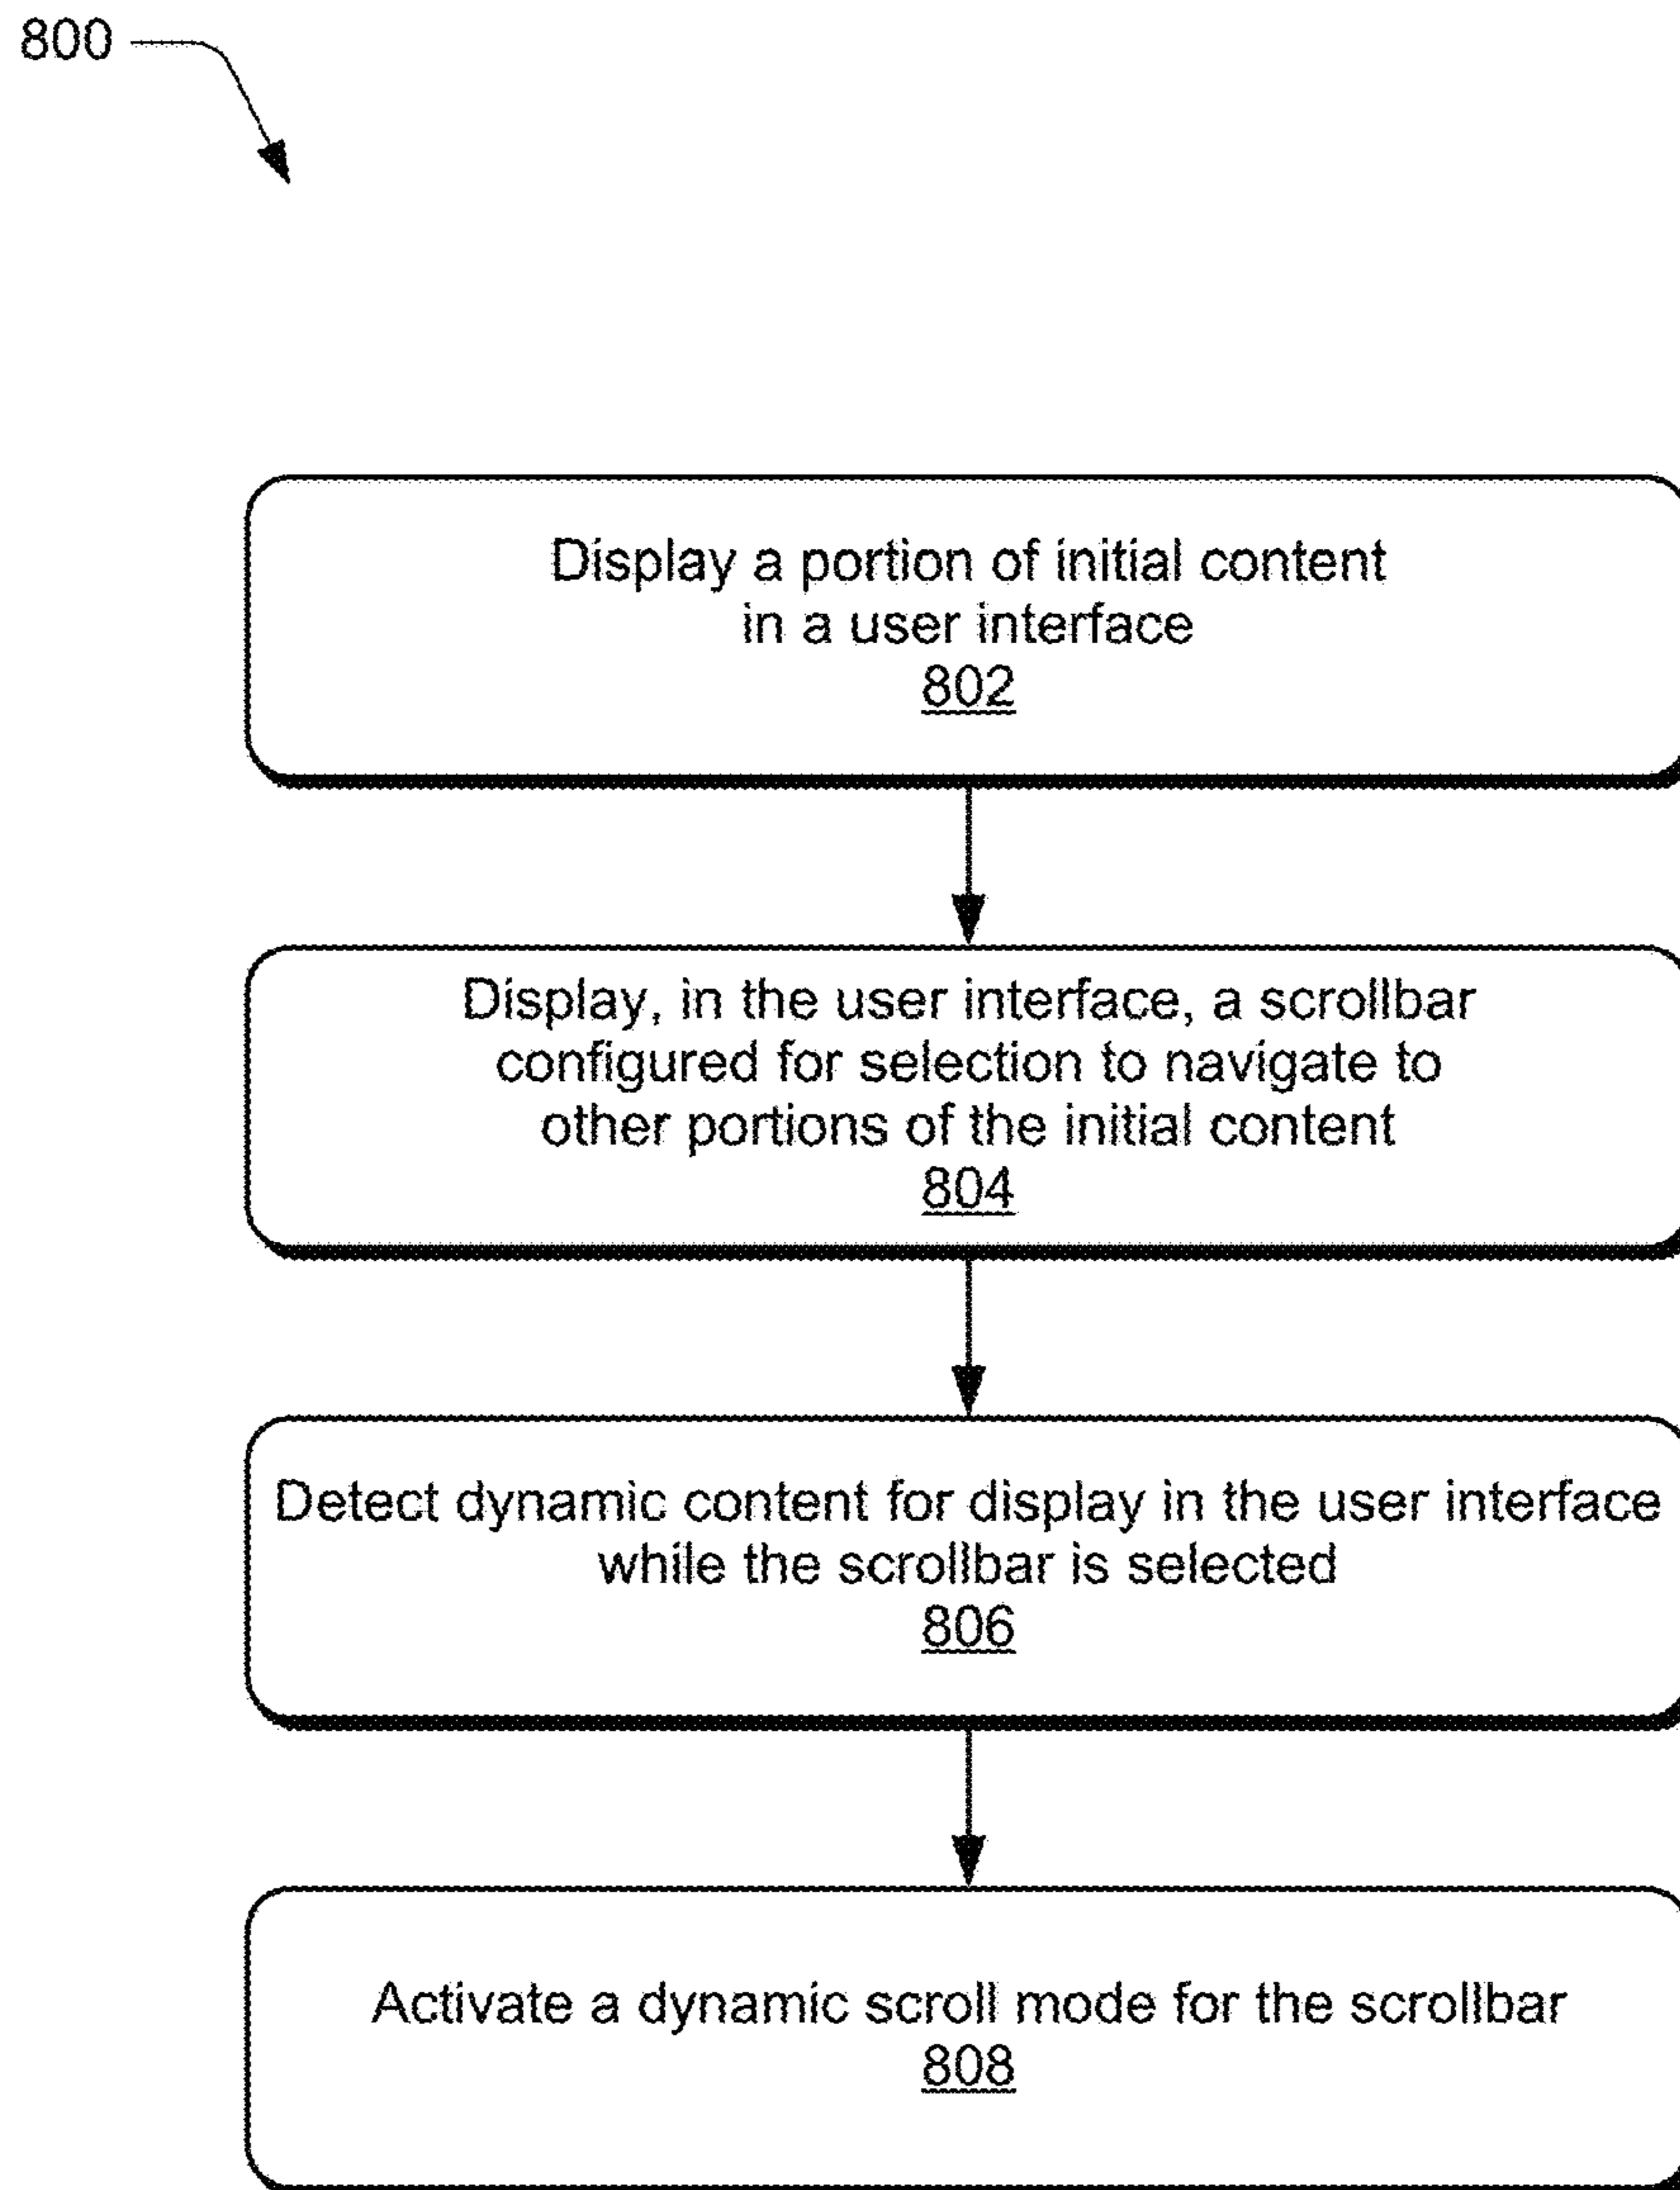 800
Display a portion of initial content
in a user interface
802
Display, in the user interface, a scrollbar
configured for selection to navigate to
other portions of the initial content
804
Detect dynamic content for display in the user interface
while the scrollbar is selected
806
Activate a dynamic scroll mode for the scrollbar
808